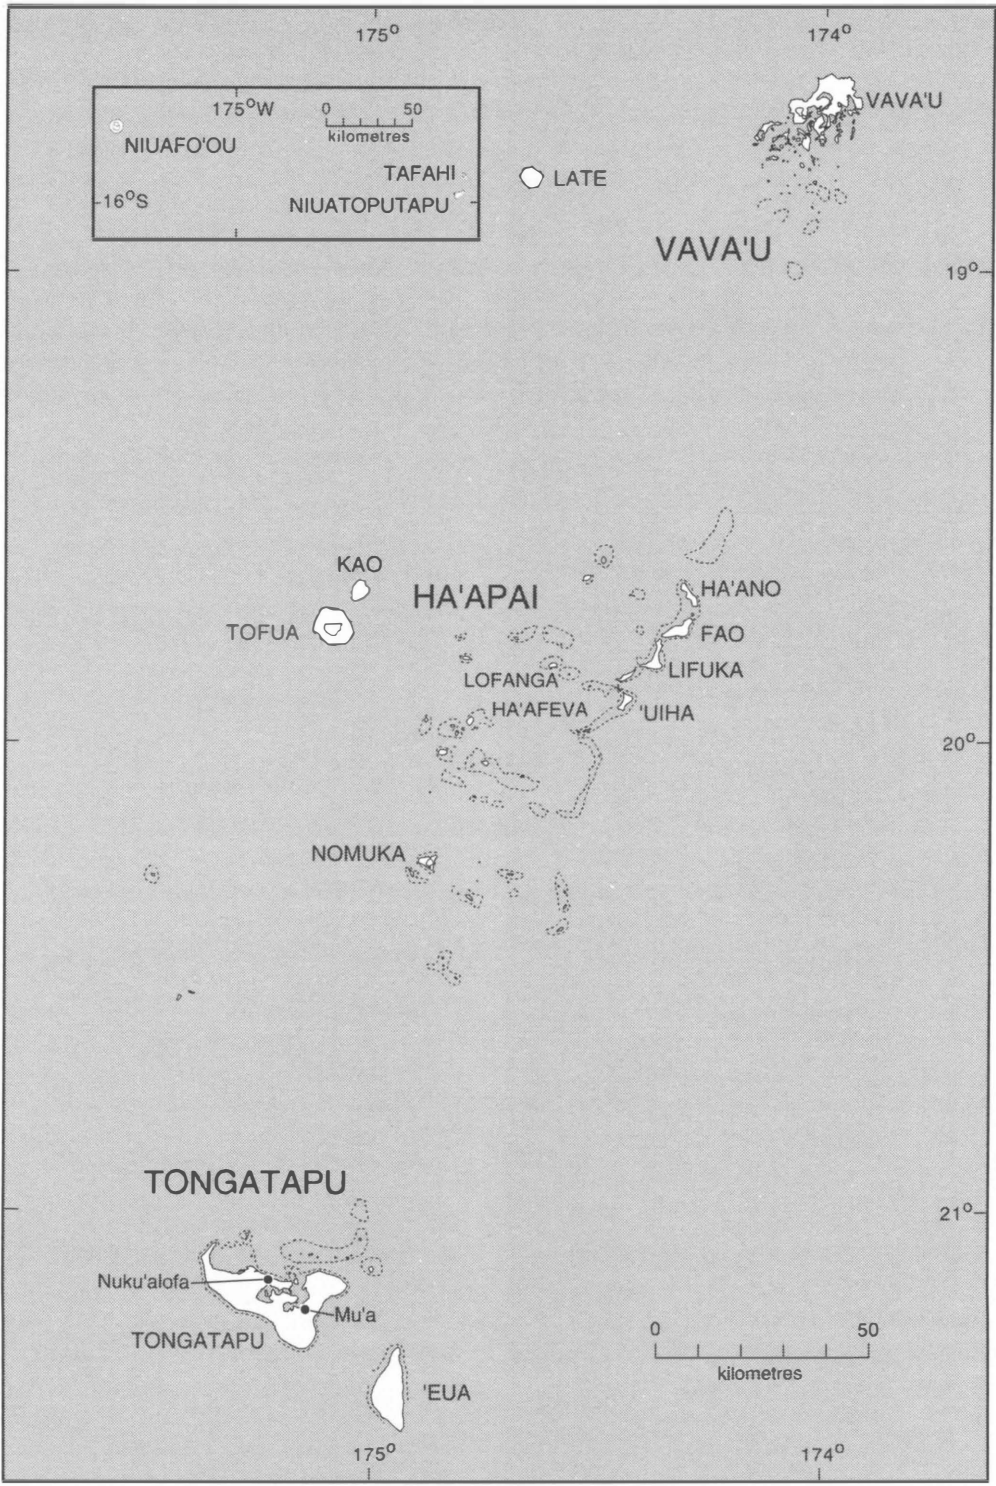 175°
174°
175°W
0
50
kilometres
NIUAFO'OU
TAFAHI
16°S
NIUATOPUTAPU
VAVA'U
LATE
VAVA'U
19°
KAO
HA'APAI
HA'ANO
TOFUA
FAO
LIFUKA
LOFANGA
HA'AFEVA
'UIHA
20°
NOMUKA
TONGATAPU
21°
Nuku'alofa
Mu'a
TONGATAPU
0
50
kilometres
'EUA
175°
174°